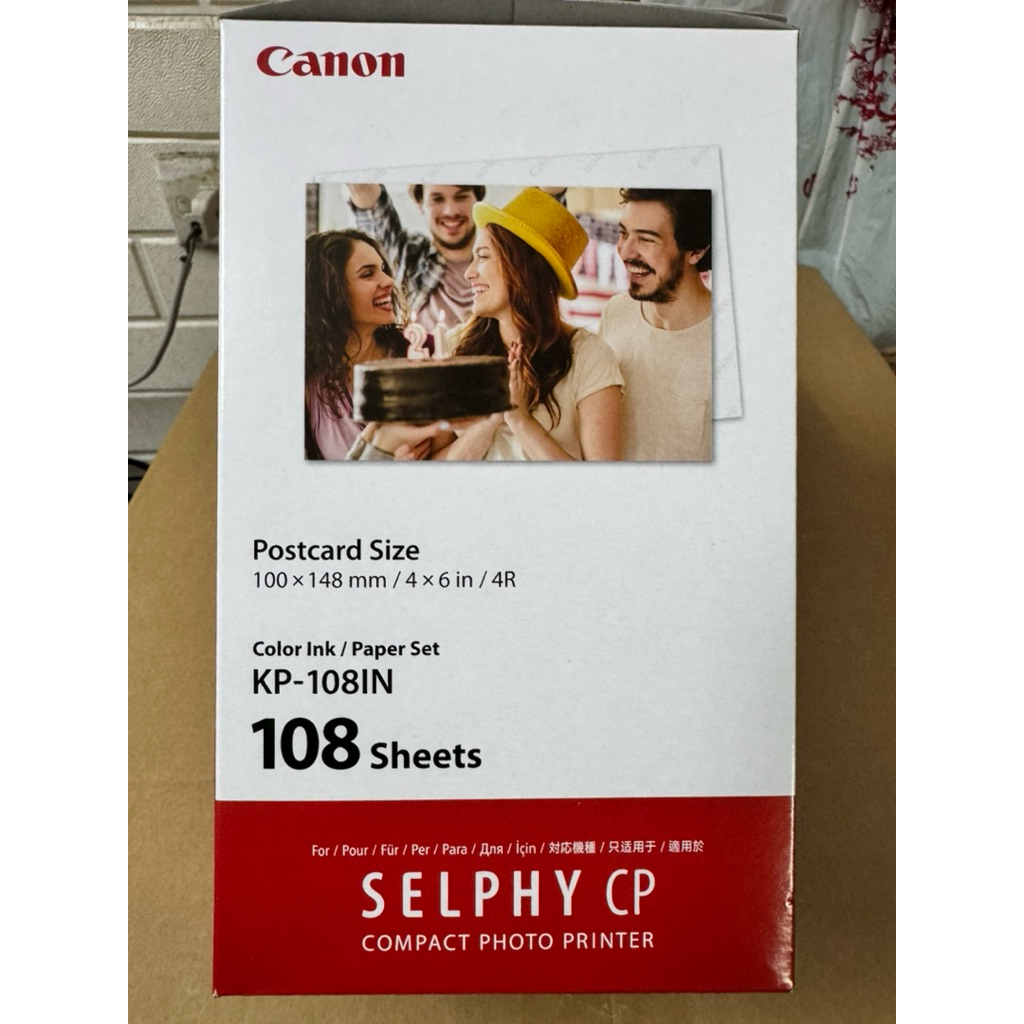 Canon
Canon
21
Postcard Size
100 × 148 mm / 4 × 6 in / 4R
Color Ink / Paper Set
KP-108IN
108 Sheets
For / Pour / Für / Per / Para / Для / İçin / 対応機種 / 只适用于 / 適用於
SELPHY CP
COMPACT PHOTO PRINTER